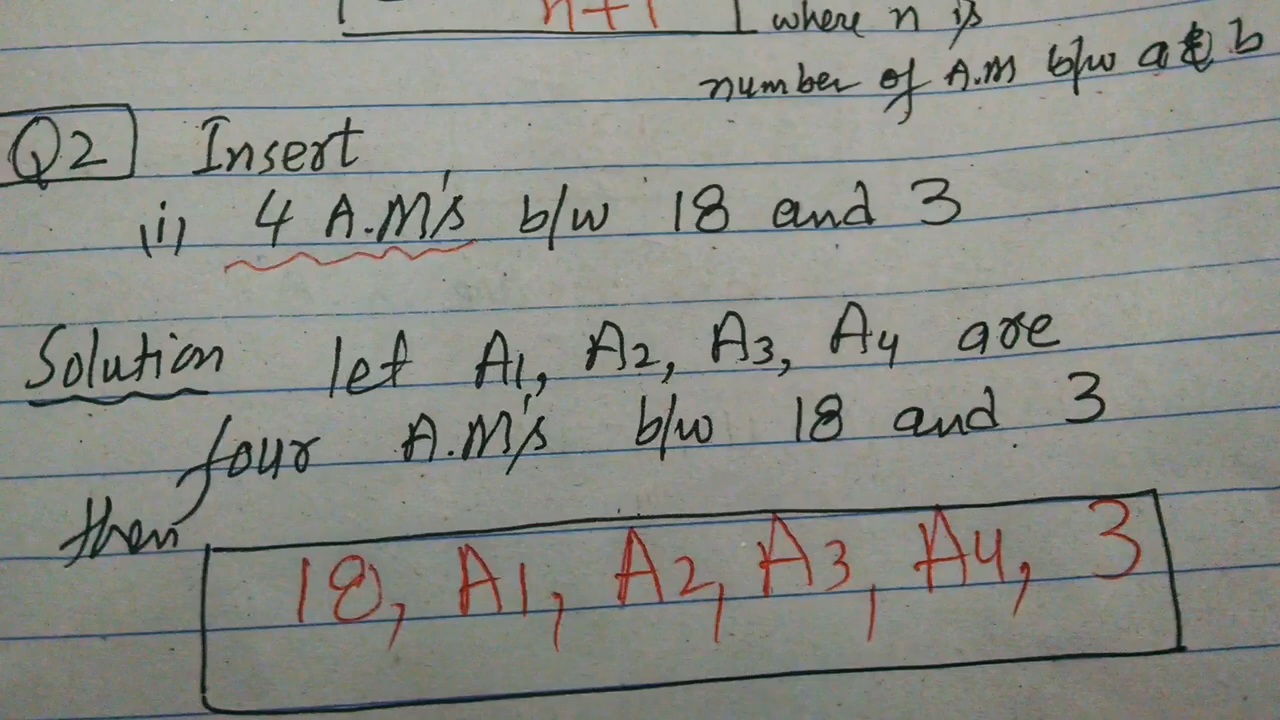 n+1 where n is
number of A.M b/w a & b
Q2 Insert
(i) 4 A.M's b/w 18 and 3
Solution let A1, A2, A3, A4 are
four A.M's b/w 18 and 3
then
18, A1, A2, A3, A4, 3